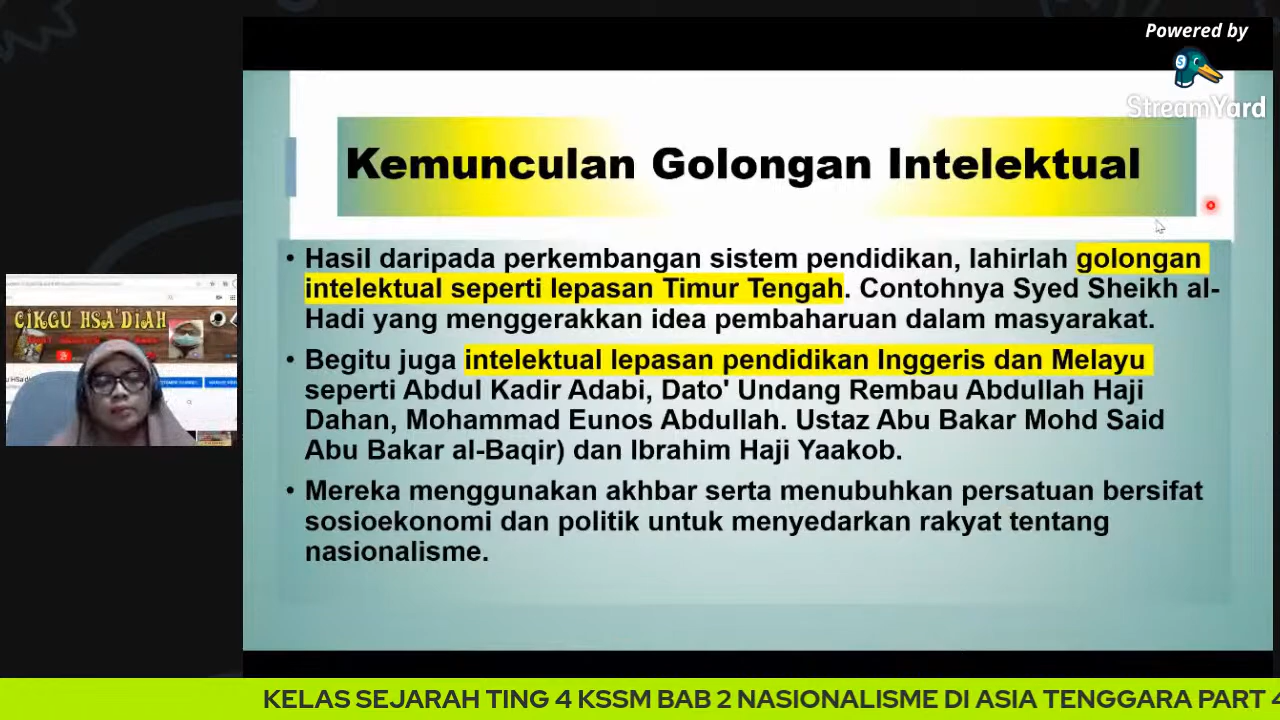 Powered by
StreamYard
Kemunculan Golongan Intelektual
• Hasil daripada perkembangan sistem pendidikan, lahirlah golongan
intelektual seperti lepasan Timur Tengah. Contohnya Syed Sheikh al-
Hadi yang menggerakkan idea pembaharuan dalam masyarakat.
• Begitu juga intelektual lepasan pendidikan Inggeris dan Melayu
seperti Abdul Kadir Adabi, Dato' Undang Rembau Abdullah Haji
Dahan, Mohammad Eunos Abdullah. Ustaz Abu Bakar Mohd Said
Abu Bakar al-Baqir) dan Ibrahim Haji Yaakob.
• Mereka menggunakan akhbar serta menubuhkan persatuan bersifat
sosioekonomi dan politik untuk menyedarkan rakyat tentang
nasionalisme.
CIKGU HSA'DIAH
KELAS SEJARAH TING 4 KSSM BAB 2 NASIONALISME DI ASIA TENGGARA PART 4